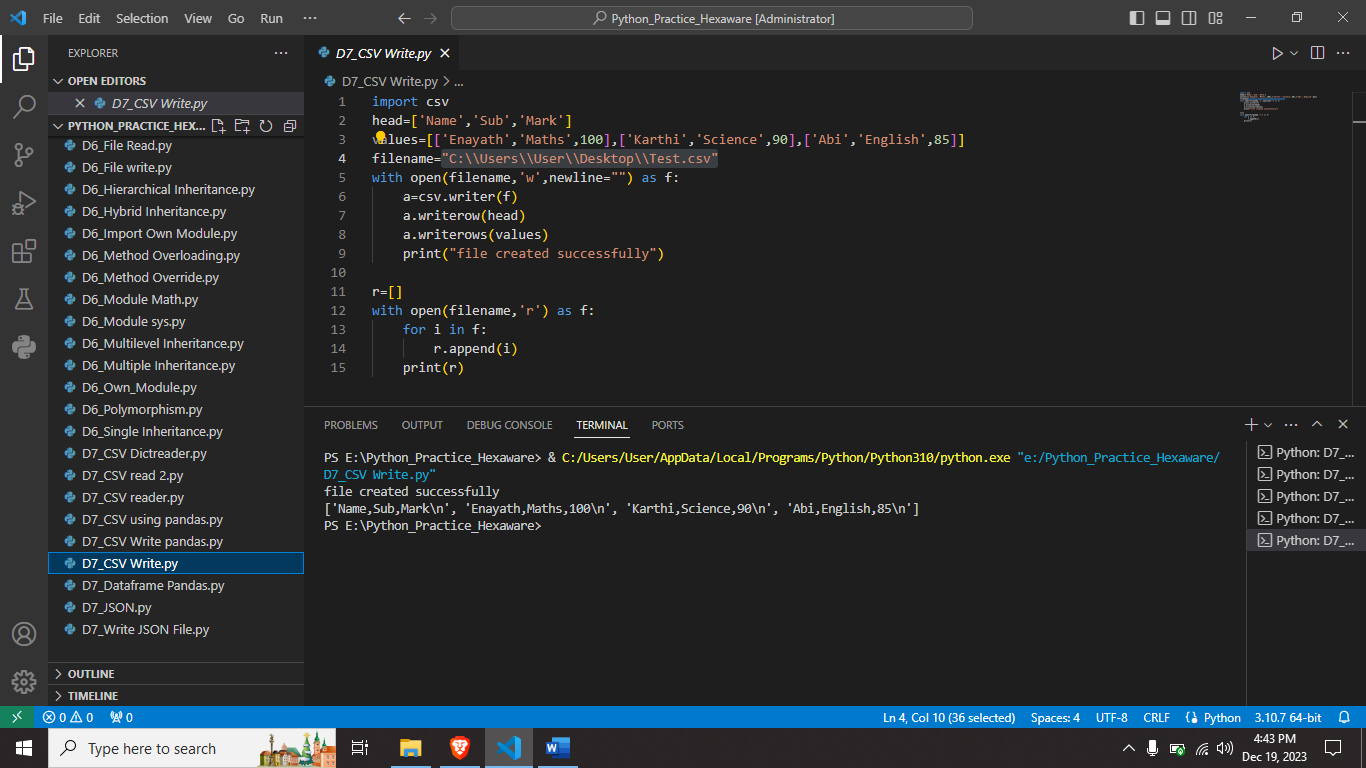 File Edit Selection View Go Run ··· Python_Practice_Hexaware [Administrator]
EXPLORER
OPEN EDITORS
D7_CSV Write.py
PYTHON_PRACTICE_HEX...
D6_File Read.py
D6_File write.py
D6_Hierarchical Inheritance.py
D6_Hybrid Inheritance.py
D6_Import Own Module.py
D6_Method Overloading.py
D6_Method Override.py
D6_Module Math.py
D6_Module sys.py
D6_Multilevel Inheritance.py
D6_Multiple Inheritance.py
D6_Own_Module.py
D6_Polymorphism.py
D6_Single Inheritance.py
D7_CSV Dictreader.py
D7_CSV read 2.py
D7_CSV reader.py
D7_CSV using pandas.py
D7_CSV Write pandas.py
D7_CSV Write.py
D7_Dataframe Pandas.py
D7_JSON.py
D7_Write JSON File.py
OUTLINE
TIMELINE
D7_CSV Write.py
D7_CSV Write.py > ...
1 import csv
2 head=['Name','Sub','Mark']
3 values=[['Enayath','Maths',100],['Karthi','Science',90],['Abi','English',85]]
4 filename="C:\\Users\\User\\Desktop\\Test.csv"
5 with open(filename,'w',newline="") as f:
6     a=csv.writer(f)
7     a.writerow(head)
8     a.writerows(values)
9     print("file created successfully")
10
11 r=[]
12 with open(filename,'r') as f:
13     for i in f:
14         r.append(i)
15     print(r)
PROBLEMS OUTPUT DEBUG CONSOLE TERMINAL PORTS
PS E:\Python_Practice_Hexaware> & C:/Users/User/AppData/Local/Programs/Python/Python310/python.exe "e:/Python_Practice_Hexaware/
D7_CSV Write.py"
file created successfully
['Name,Sub,Mark\n', 'Enayath,Maths,100\n', 'Karthi,Science,90\n', 'Abi,English,85\n']
PS E:\Python_Practice_Hexaware>
Python: D7_...
Python: D7_...
Python: D7_...
Python: D7_...
Python: D7_...
0 0 0 Ln 4, Col 10 (36 selected) Spaces: 4 UTF-8 CRLF Python 3.10.7 64-bit
Type here to search
4:43 PM
Dec 19, 2023